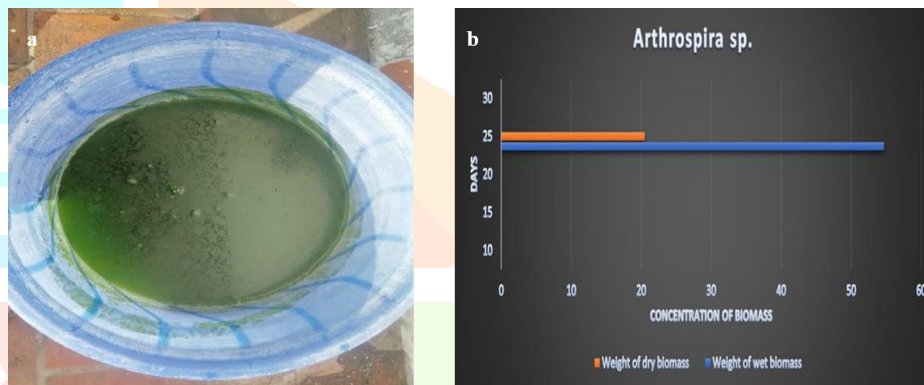 a
b
Arthrospira sp.
30
25
20
15
10
DAYS
0 10 20 30 40 50 60
CONCENTRATION OF BIOMASS
Weight of dry biomass Weight of wet biomass